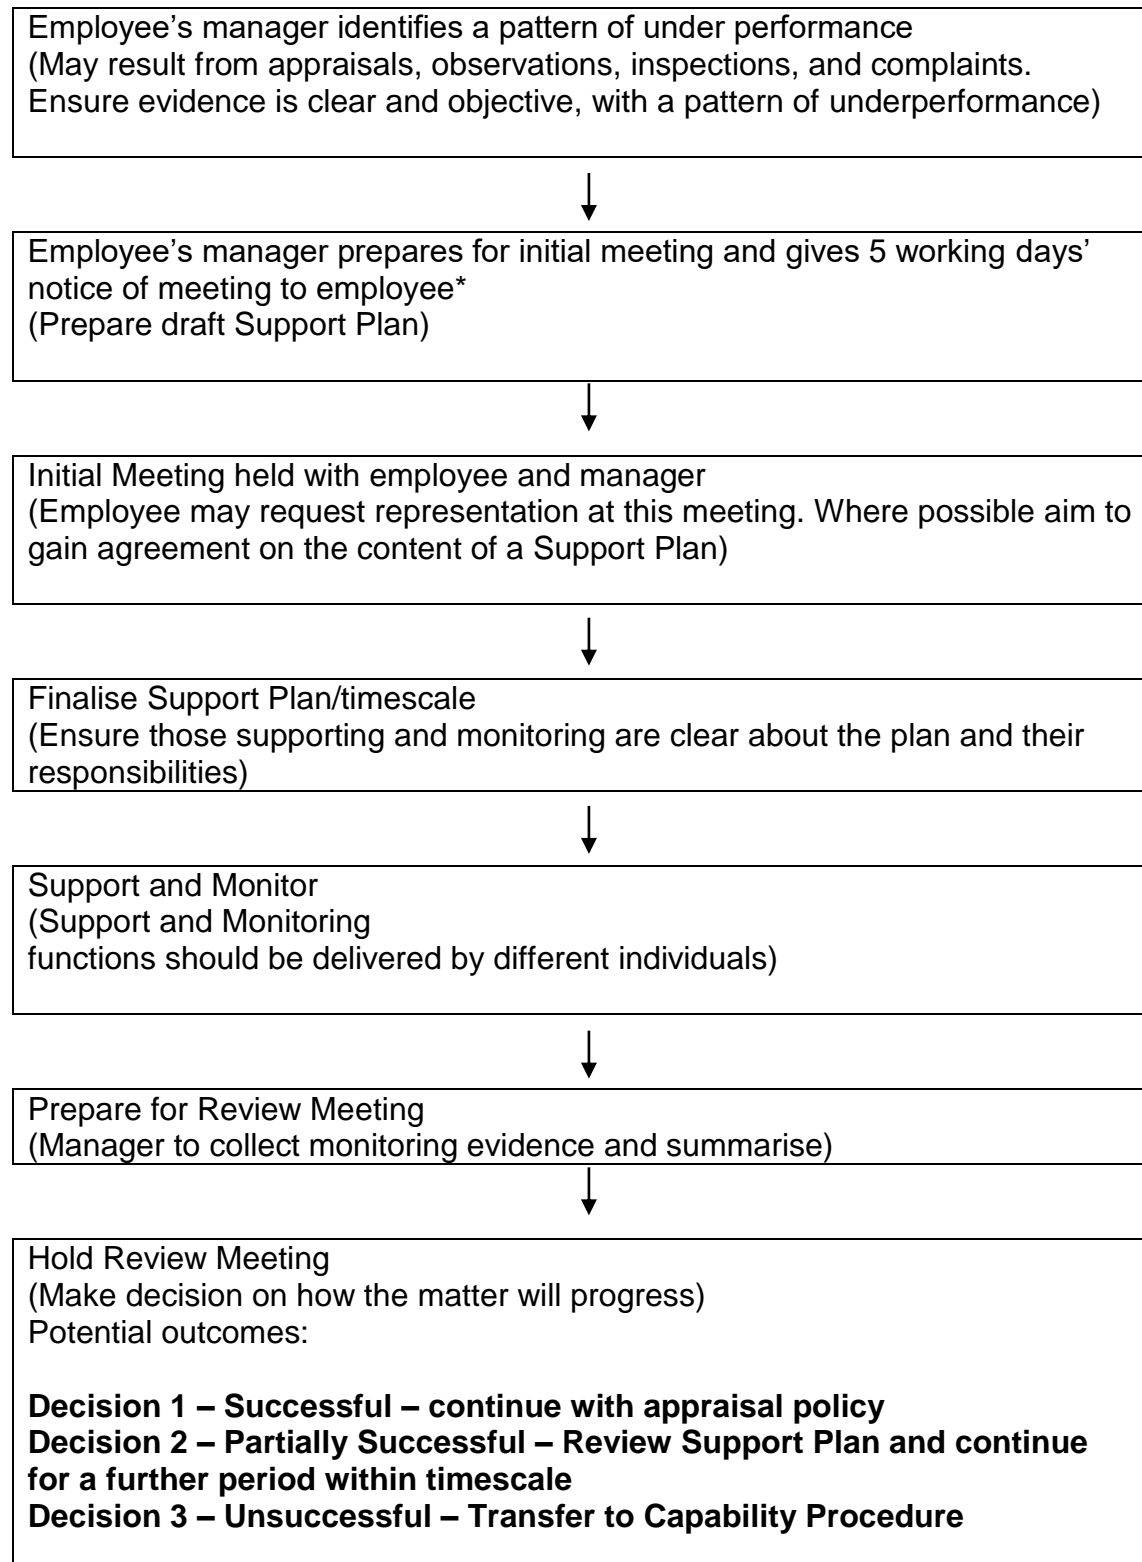 Employee’s manager identifies a pattern of under performance
(May result from appraisals, observations, inspections, and complaints.
Ensure evidence is clear and objective, with a pattern of underperformance)
Employee’s manager prepares for initial meeting and gives 5 working days’
notice of meeting to employee*
(Prepare draft Support Plan)
Initial Meeting held with employee and manager
(Employee may request representation at this meeting. Where possible aim to
gain agreement on the content of a Support Plan)
Finalise Support Plan/timescale
(Ensure those supporting and monitoring are clear about the plan and their
responsibilities)
Support and Monitor
(Support and Monitoring
functions should be delivered by different individuals)
Prepare for Review Meeting
(Manager to collect monitoring evidence and summarise)
Hold Review Meeting
(Make decision on how the matter will progress)
Potential outcomes:
Decision 1 – Successful – continue with appraisal policy
Decision 2 – Partially Successful – Review Support Plan and continue
for a further period within timescale
Decision 3 – Unsuccessful – Transfer to Capability Procedure